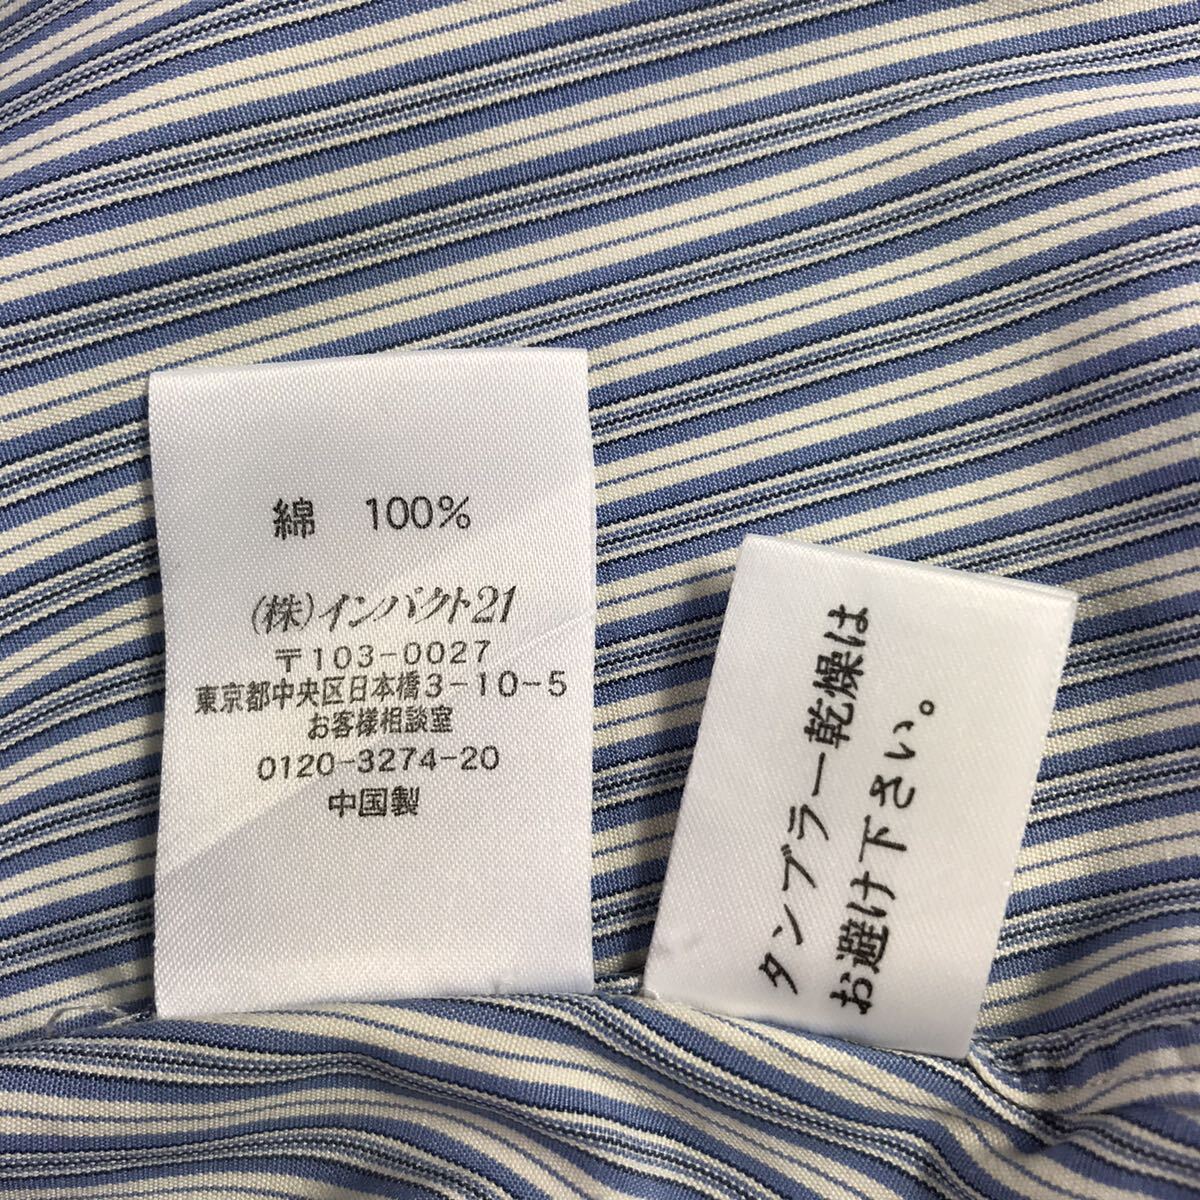 綿 100%
(株)インパクト21
〒103-0027
東京都中央区日本橋3-10-5
お客様相談室
0120-3274-20
中国製
タンブラー乾燥は
お避け下さい。